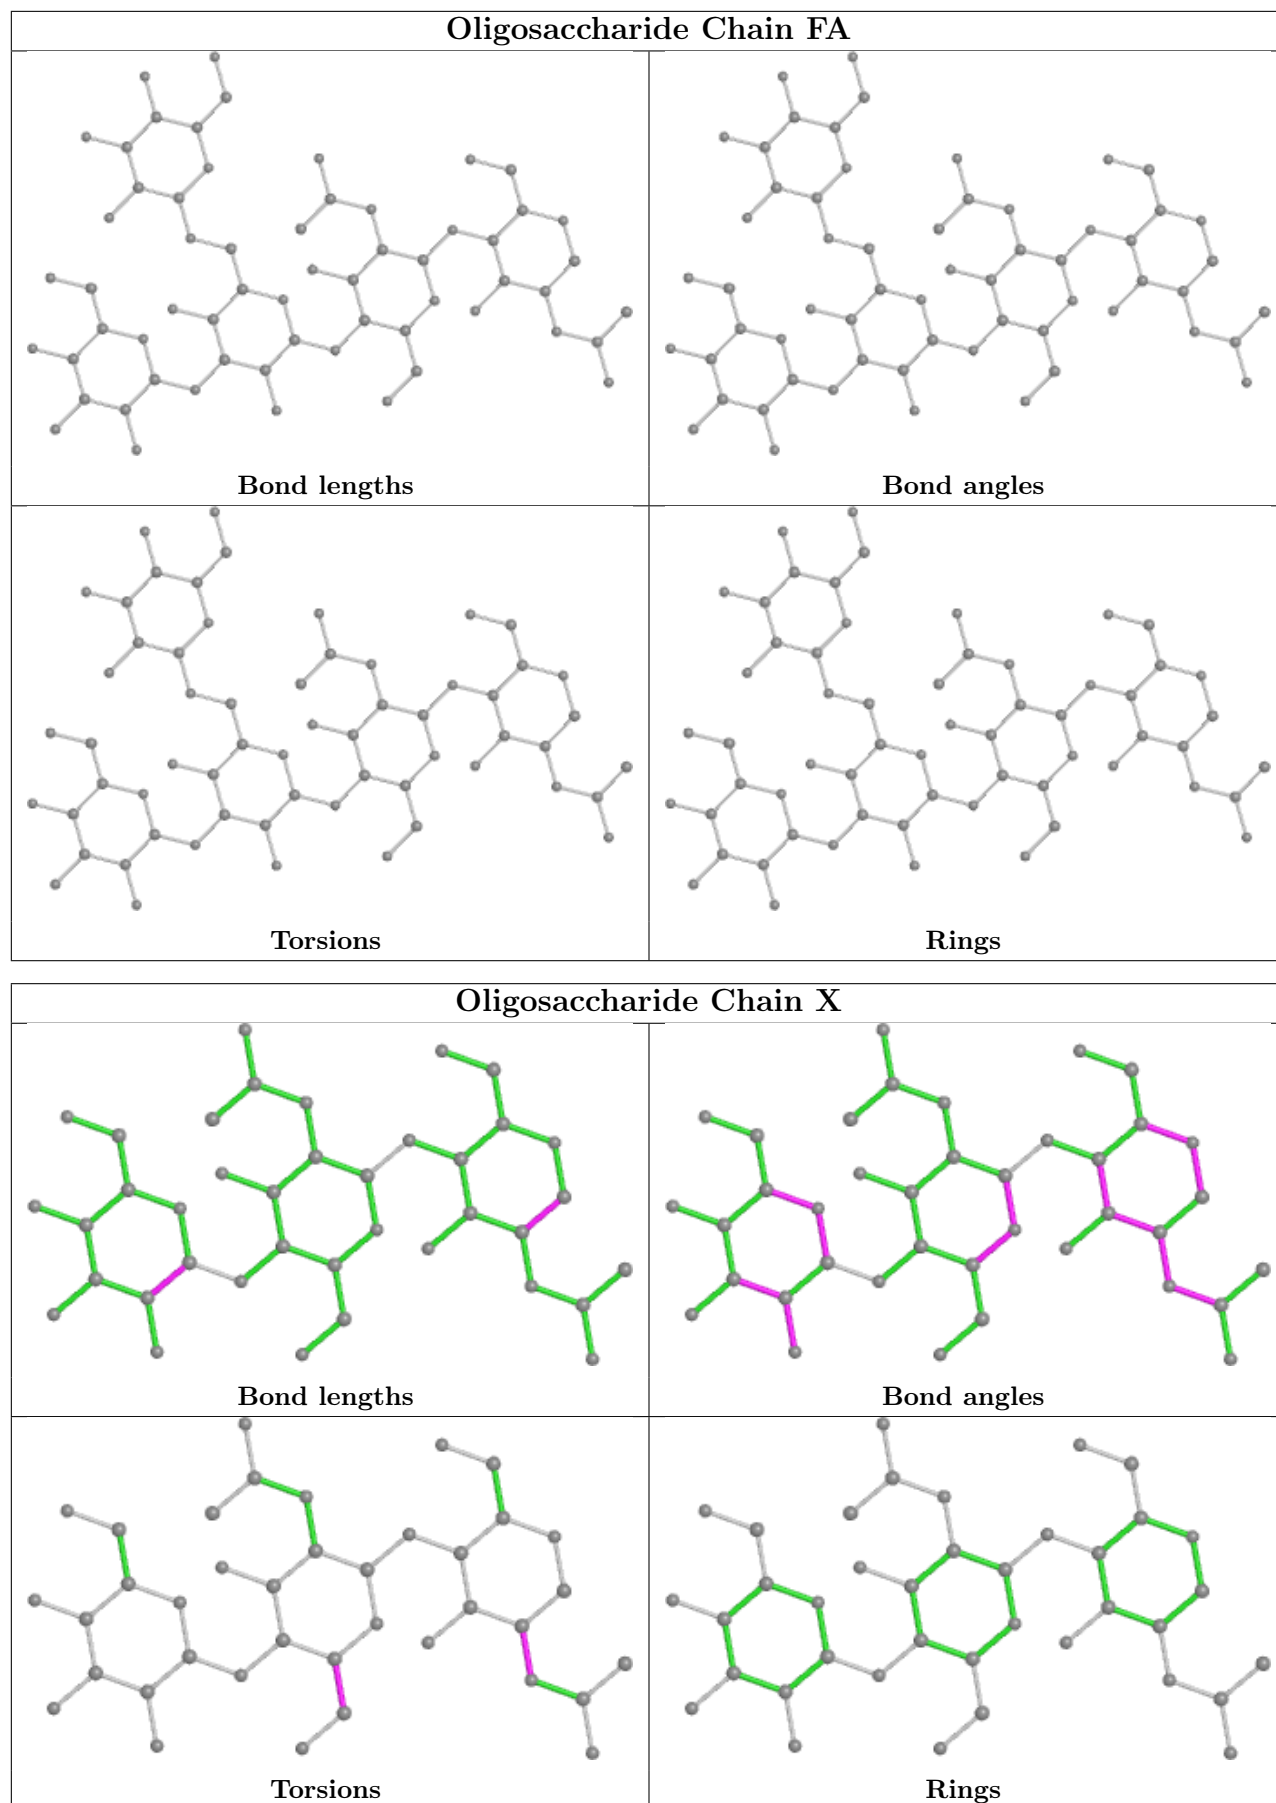 Oligosaccharide Chain FA
Bond lengths
Bond angles
Torsions
Rings
Oligosaccharide Chain X
Bond lengths
Bond angles
Torsions
Rings